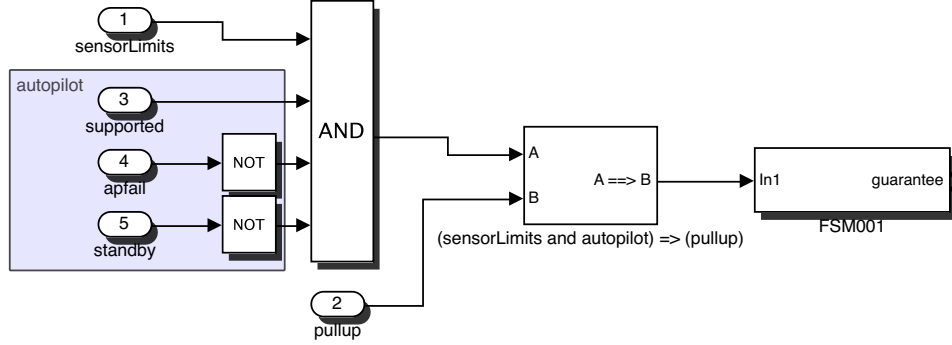 1
sensorLimits
autopilot
3
supported
4
apfail
NOT
5
standby
NOT
AND
2
pullup
A
B
A ==> B
(sensorLimits and autopilot) => (pullup)
In1
guarantee
FSM001